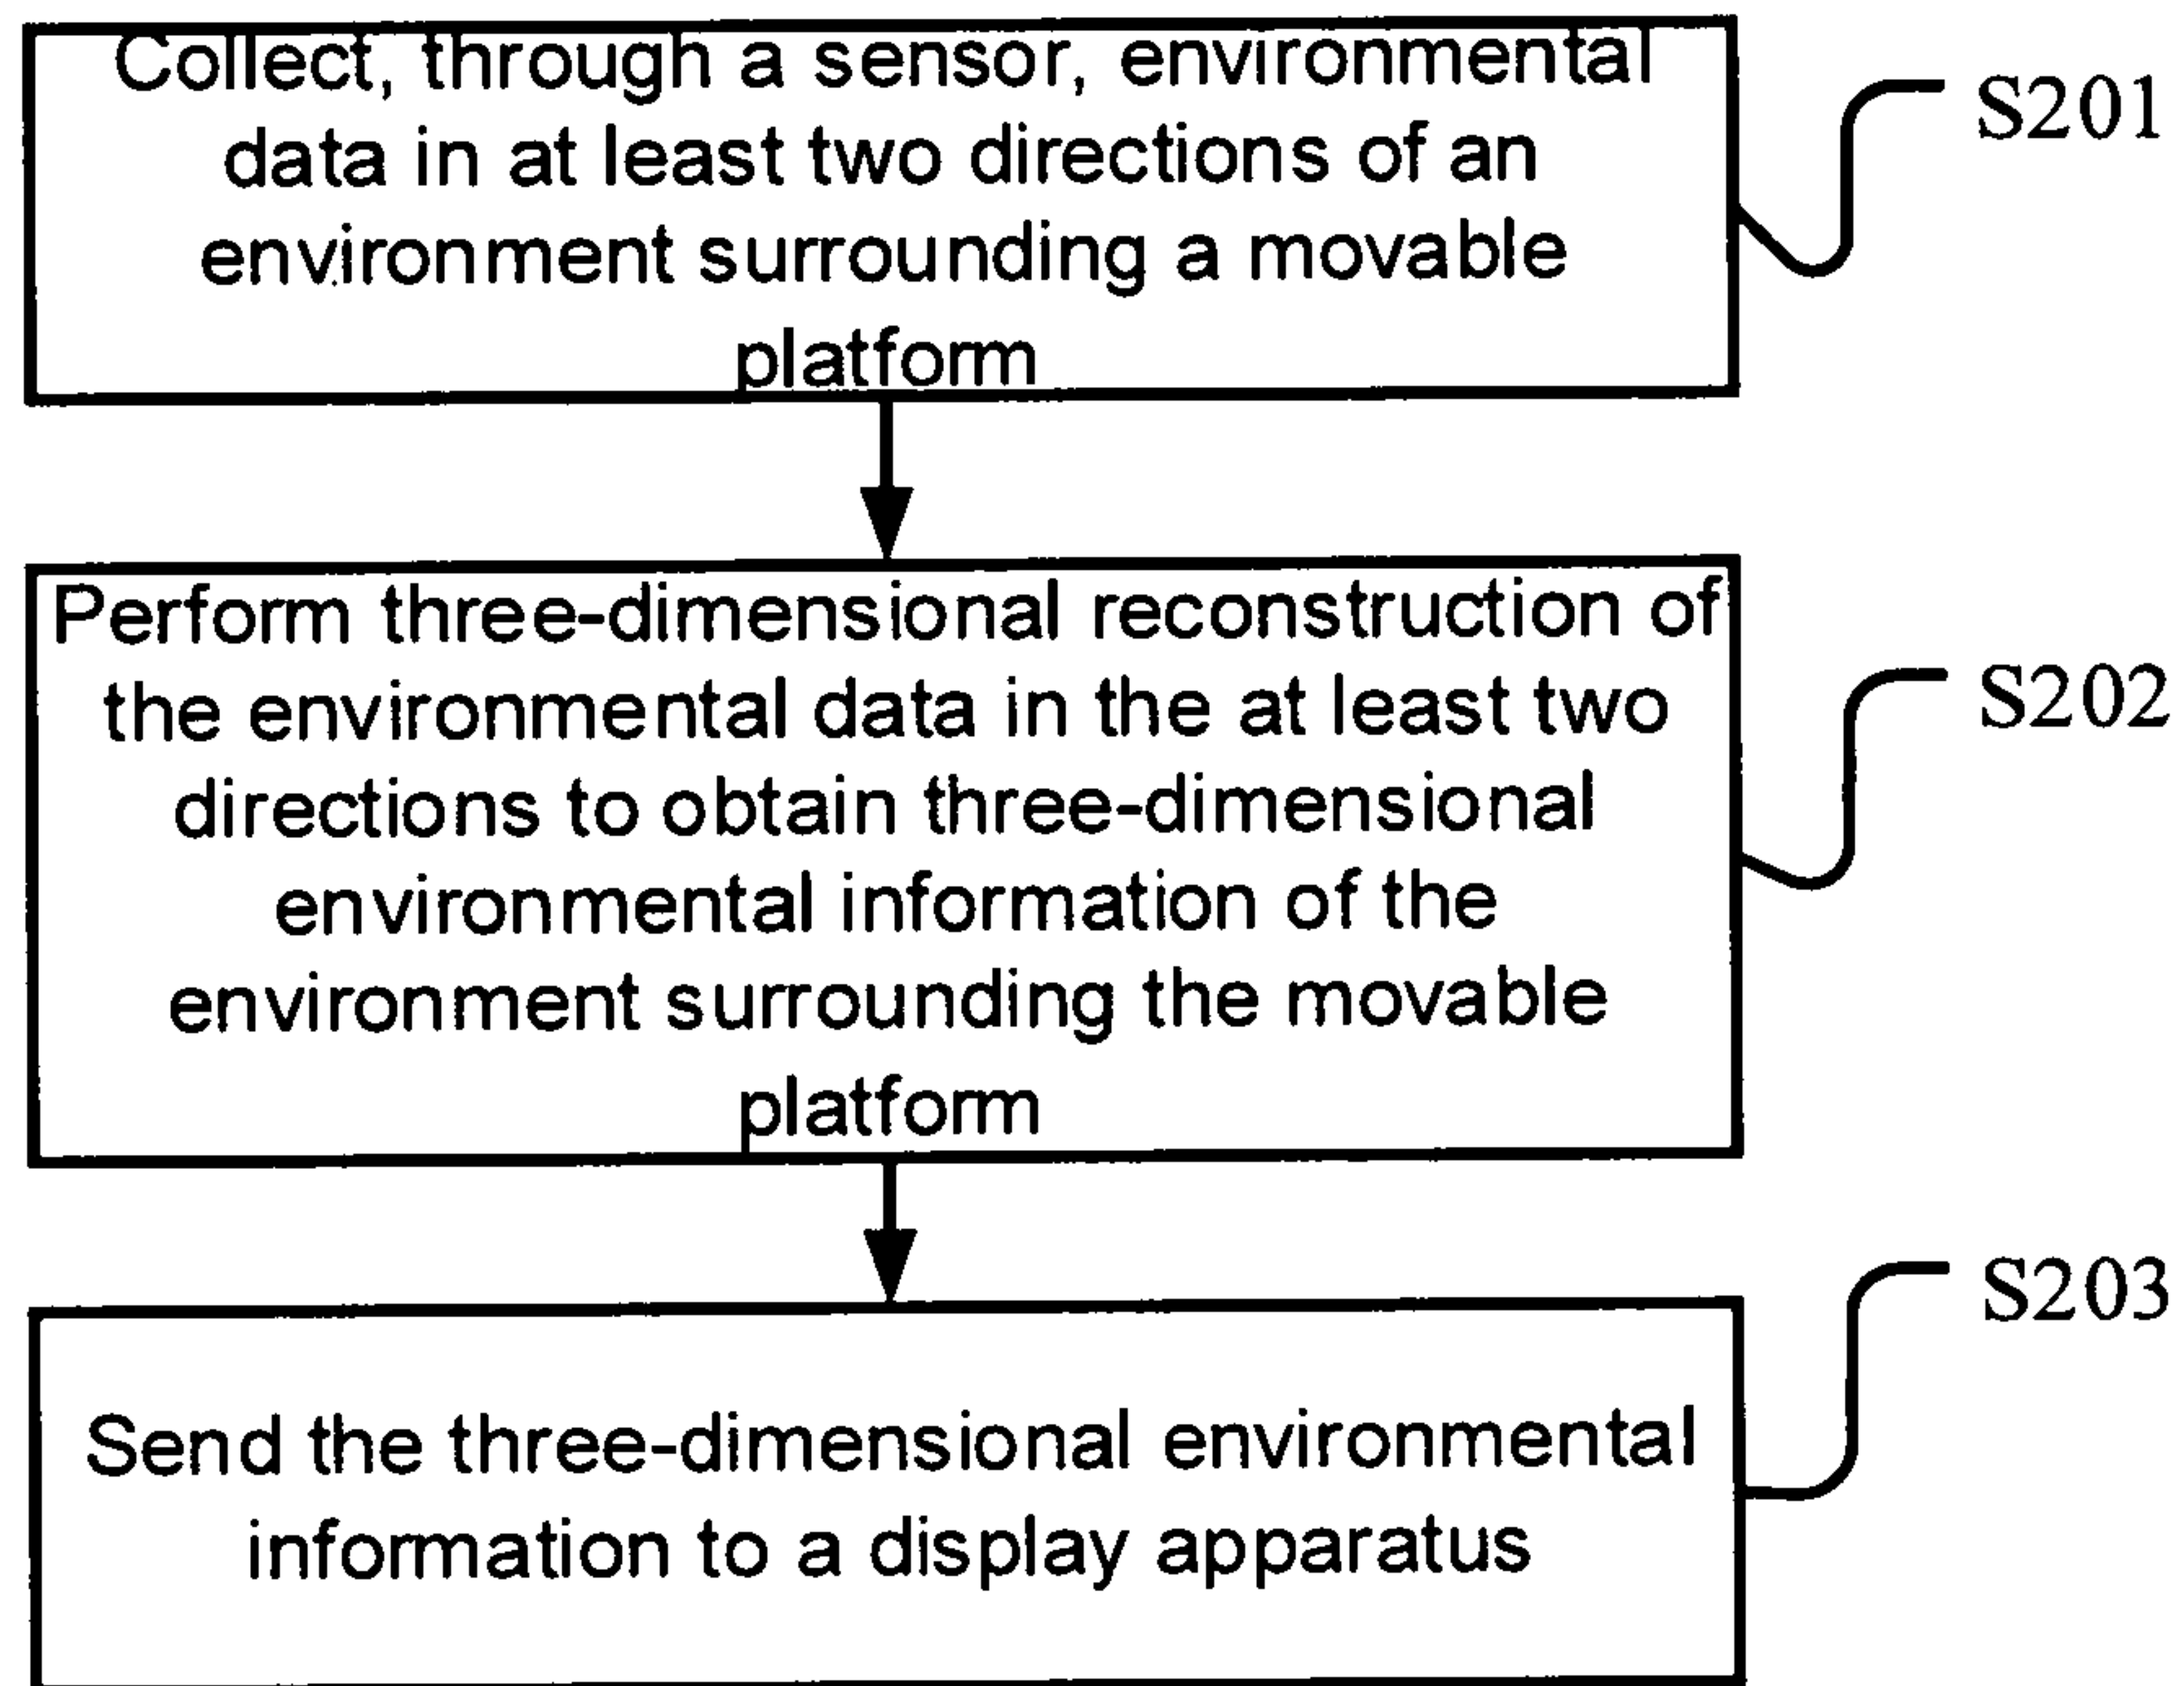 Collect, through a sensor, environmental
data in at least two directions of an
environment surrounding a movable
platform
S201
Perform three-dimensional reconstruction of
the environmental data in the at least two
directions to obtain three-dimensional
environmental information of the
environment surrounding the movable
platform
S202
Send the three-dimensional environmental
information to a display apparatus
S203